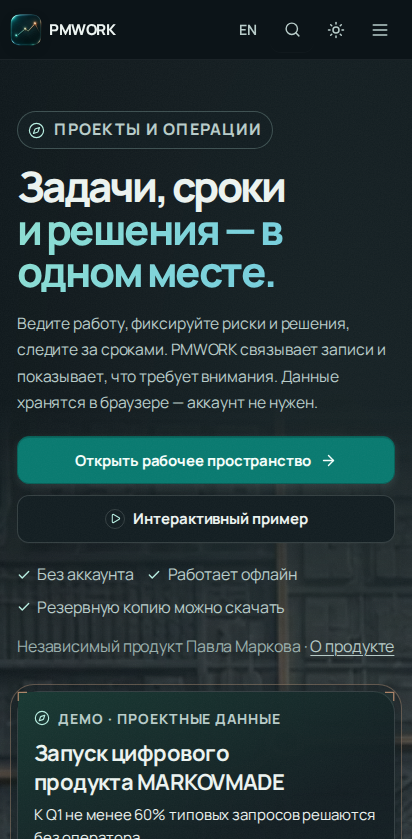 PMWORK EN
ПРОЕКТЫ И ОПЕРАЦИИ
Задачи, сроки
и решения — в
одном месте.
Ведите работу, фиксируйте риски и решения,
следите за сроками. PMWORK связывает записи и
показывает, что требует внимания. Данные
хранятся в браузере — аккаунт не нужен.
Открыть рабочее пространство →
Интерактивный пример
Без аккаунта Работает офлайн
Резервную копию можно скачать
Независимый продукт Павла Маркова · О продукте
ДЕМО · ПРОЕКТНЫЕ ДАННЫЕ
Запуск цифрового
продукта MARKOVMADE
К Q1 не менее 60% типовых запросов решаются
без оператора